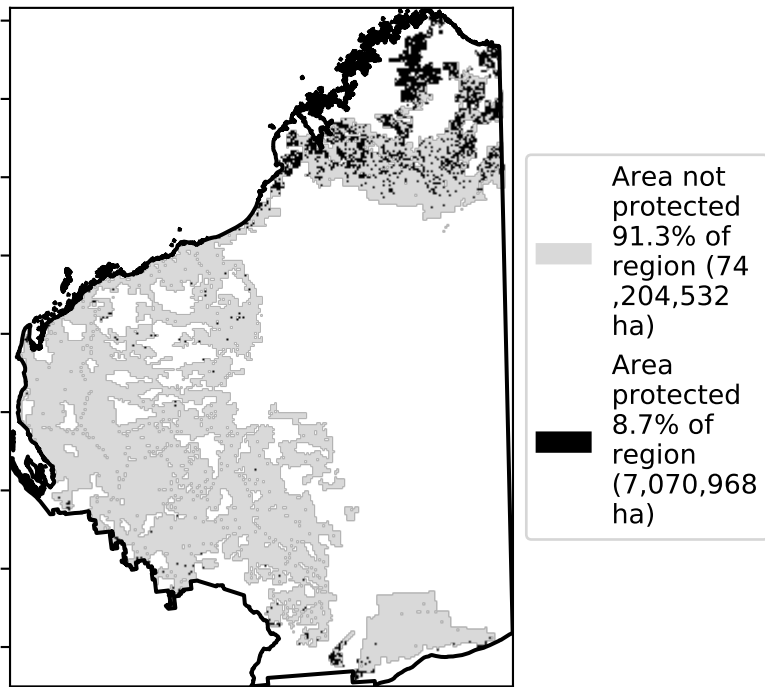 Area not
protected
91.3% of
region (74
,204,532
ha)
Area
protected
8.7% of
region
(7,070,968
ha)